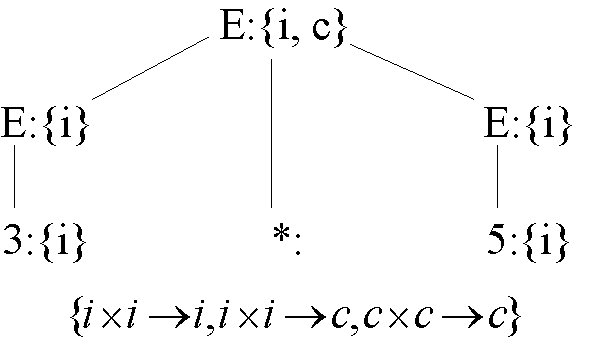 E:{i, c}
E:{i} E:{i}
3:{i} *: 5:{i}
{i×i→i,i×i→c,c×c→c}